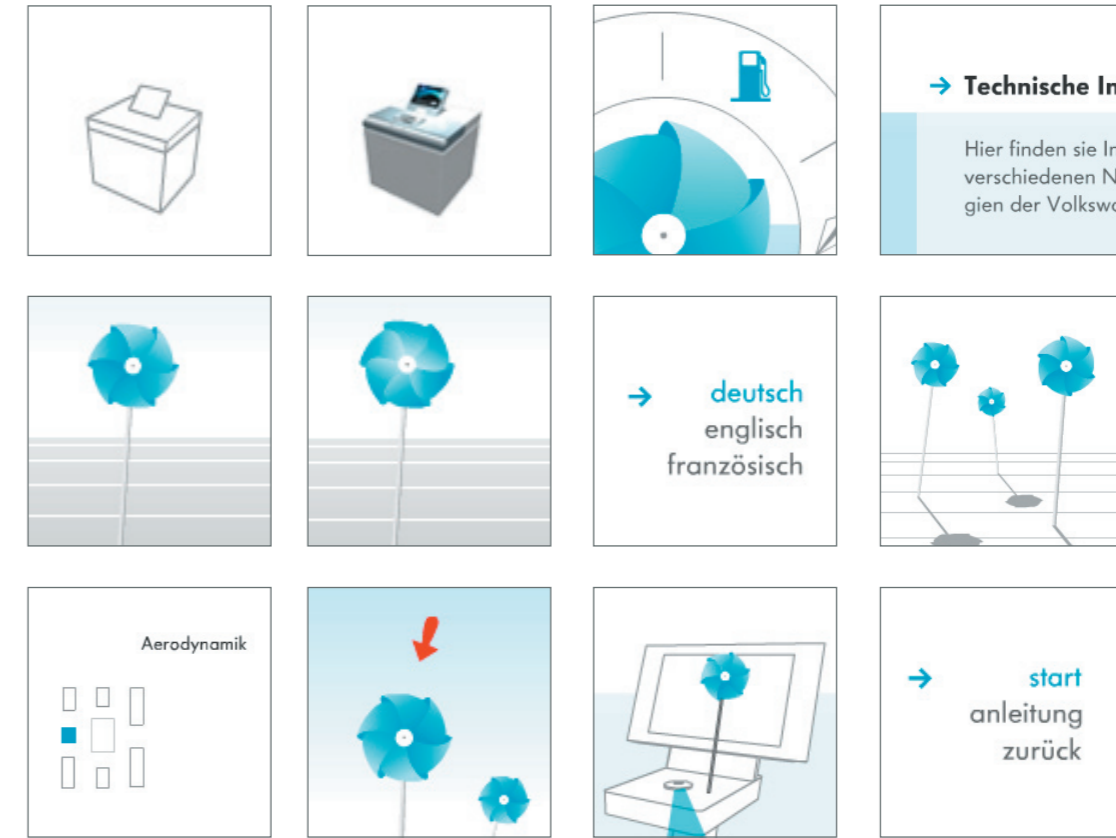 → Technische In
Hier finden sie In
verschiedenen N
gien der Volkswa
→ deutsch
englisch
französisch
Aerodynamik
→ start
anleitung
zurück